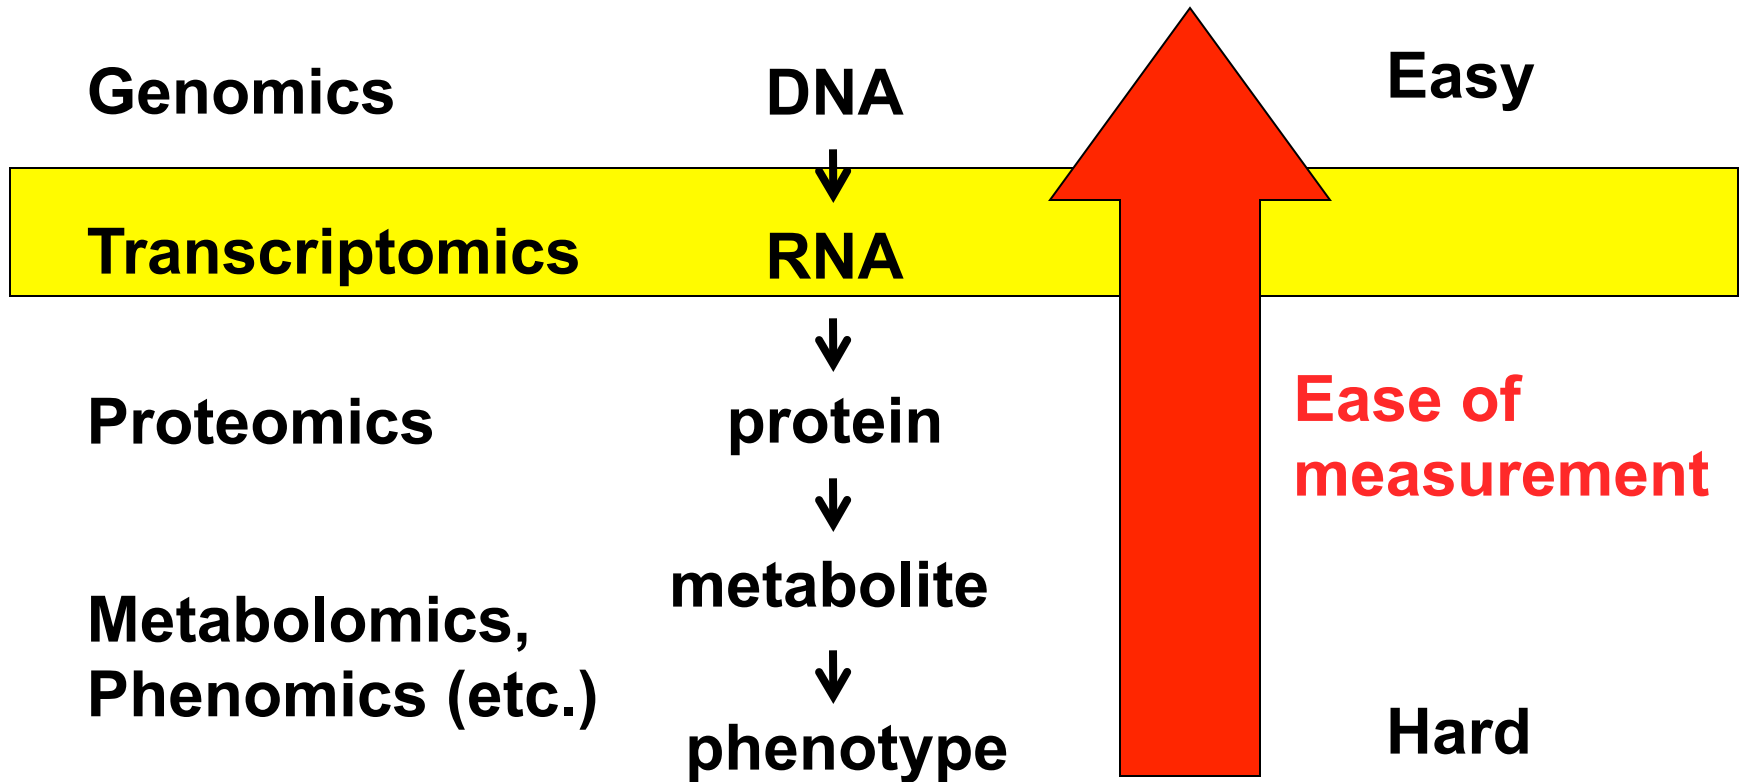 Genomics
DNA
Easy
Transcriptomics
RNA
Proteomics
protein
Ease of
measurement
Metabolomics,
Phenomics (etc.)
metabolite
phenotype
Hard